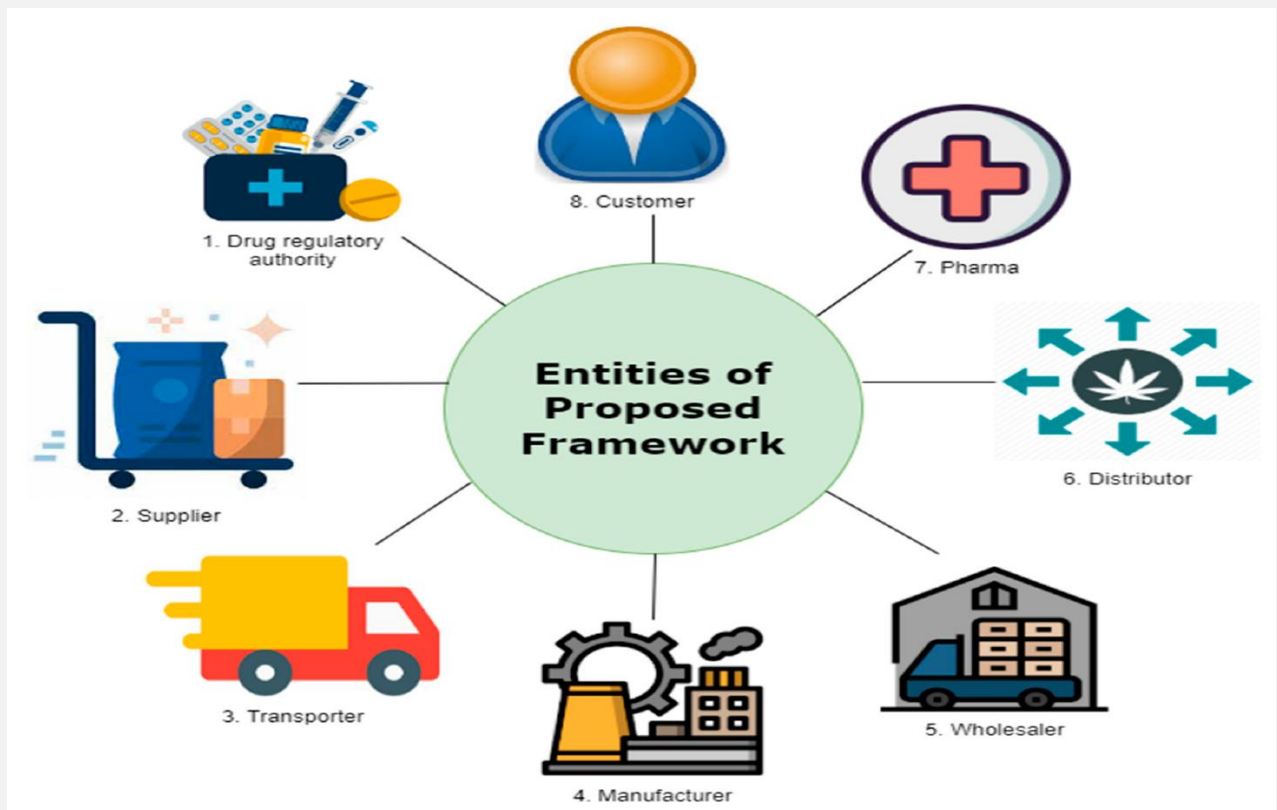 8. Customer
1. Drug regulatory
authority
7. Pharma
Entities of
Proposed
Framework
2. Supplier
6. Distributor
3. Transporter
5. Wholesaler
4. Manufacturer